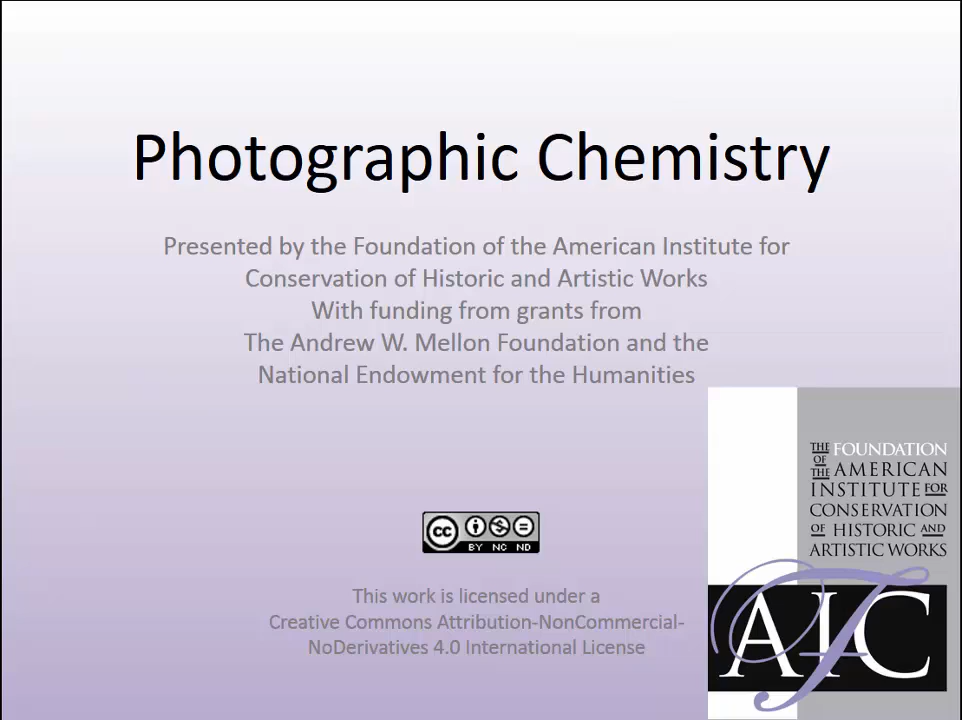 Photographic Chemistry
Presented by the Foundation of the American Institute for
Conservation of Historic and Artistic Works
With funding from grants from
The Andrew W. Mellon Foundation and the
National Endowment for the Humanities
THE FOUNDATION
OF
THE AMERICAN
INSTITUTE FOR
CONSERVATION
OF HISTORIC AND
ARTISTIC WORKS
cc
BY NC ND
This work is licensed under a
Creative Commons Attribution-NonCommercial-
NoDerivatives 4.0 International License
F
AIC